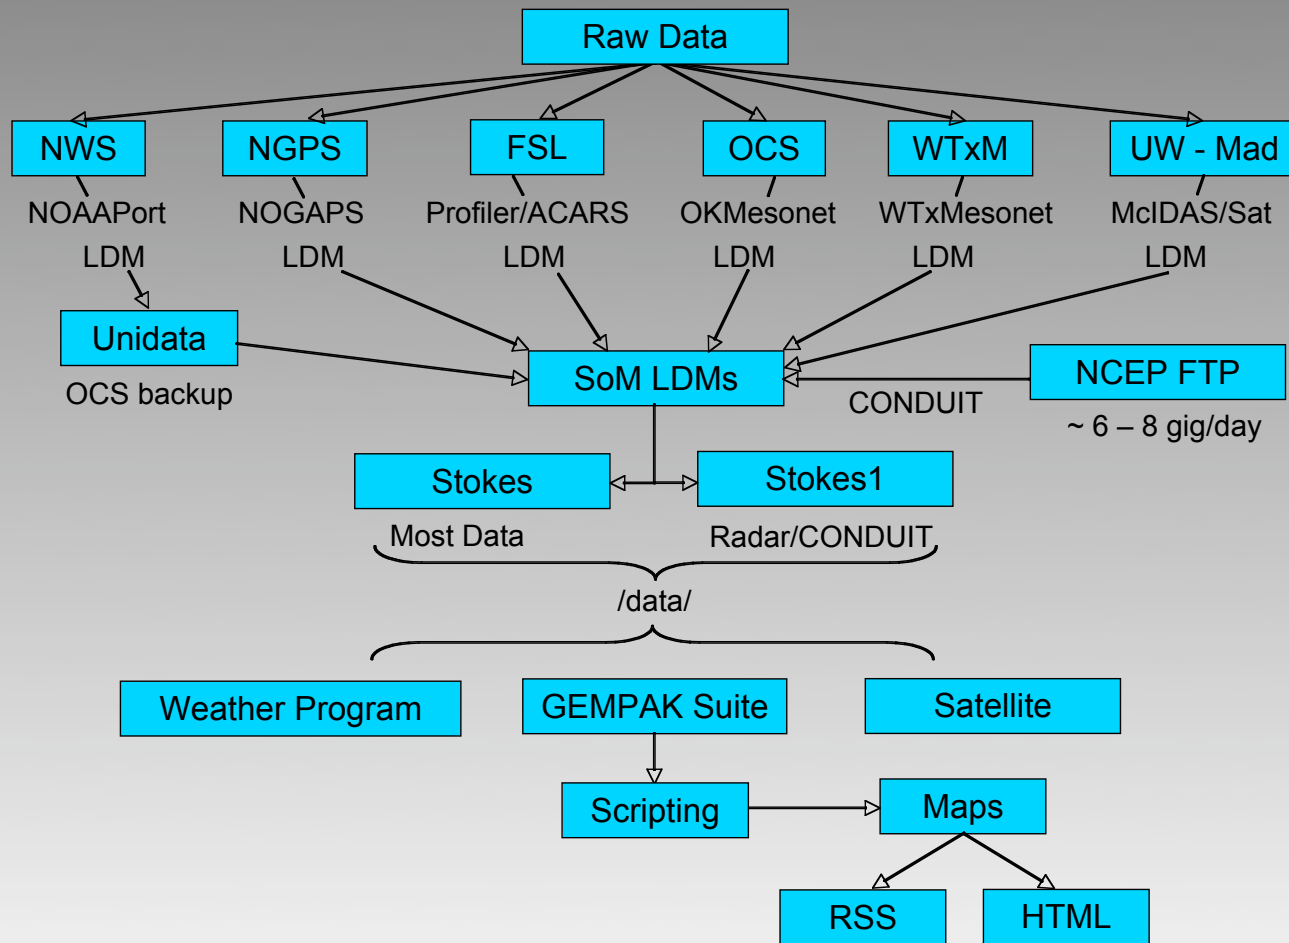 Raw Data
NWS
NGPS
FSL
OCS
WTxM
UW - Mad
NOAAPort
NOGAPS
Profiler/ACARS
OKMesonet
WTxMesonet
McIDAS/Sat
LDM
LDM
LDM
LDM
LDM
LDM
Unidata
OCS backup
SoM LDMs
CONDUIT
NCEP FTP
~ 6 – 8 gig/day
Stokes
Stokes1
Most Data
Radar/CONDUIT
/data/
Weather Program
GEMPAK Suite
Satellite
Scripting
Maps
RSS
HTML